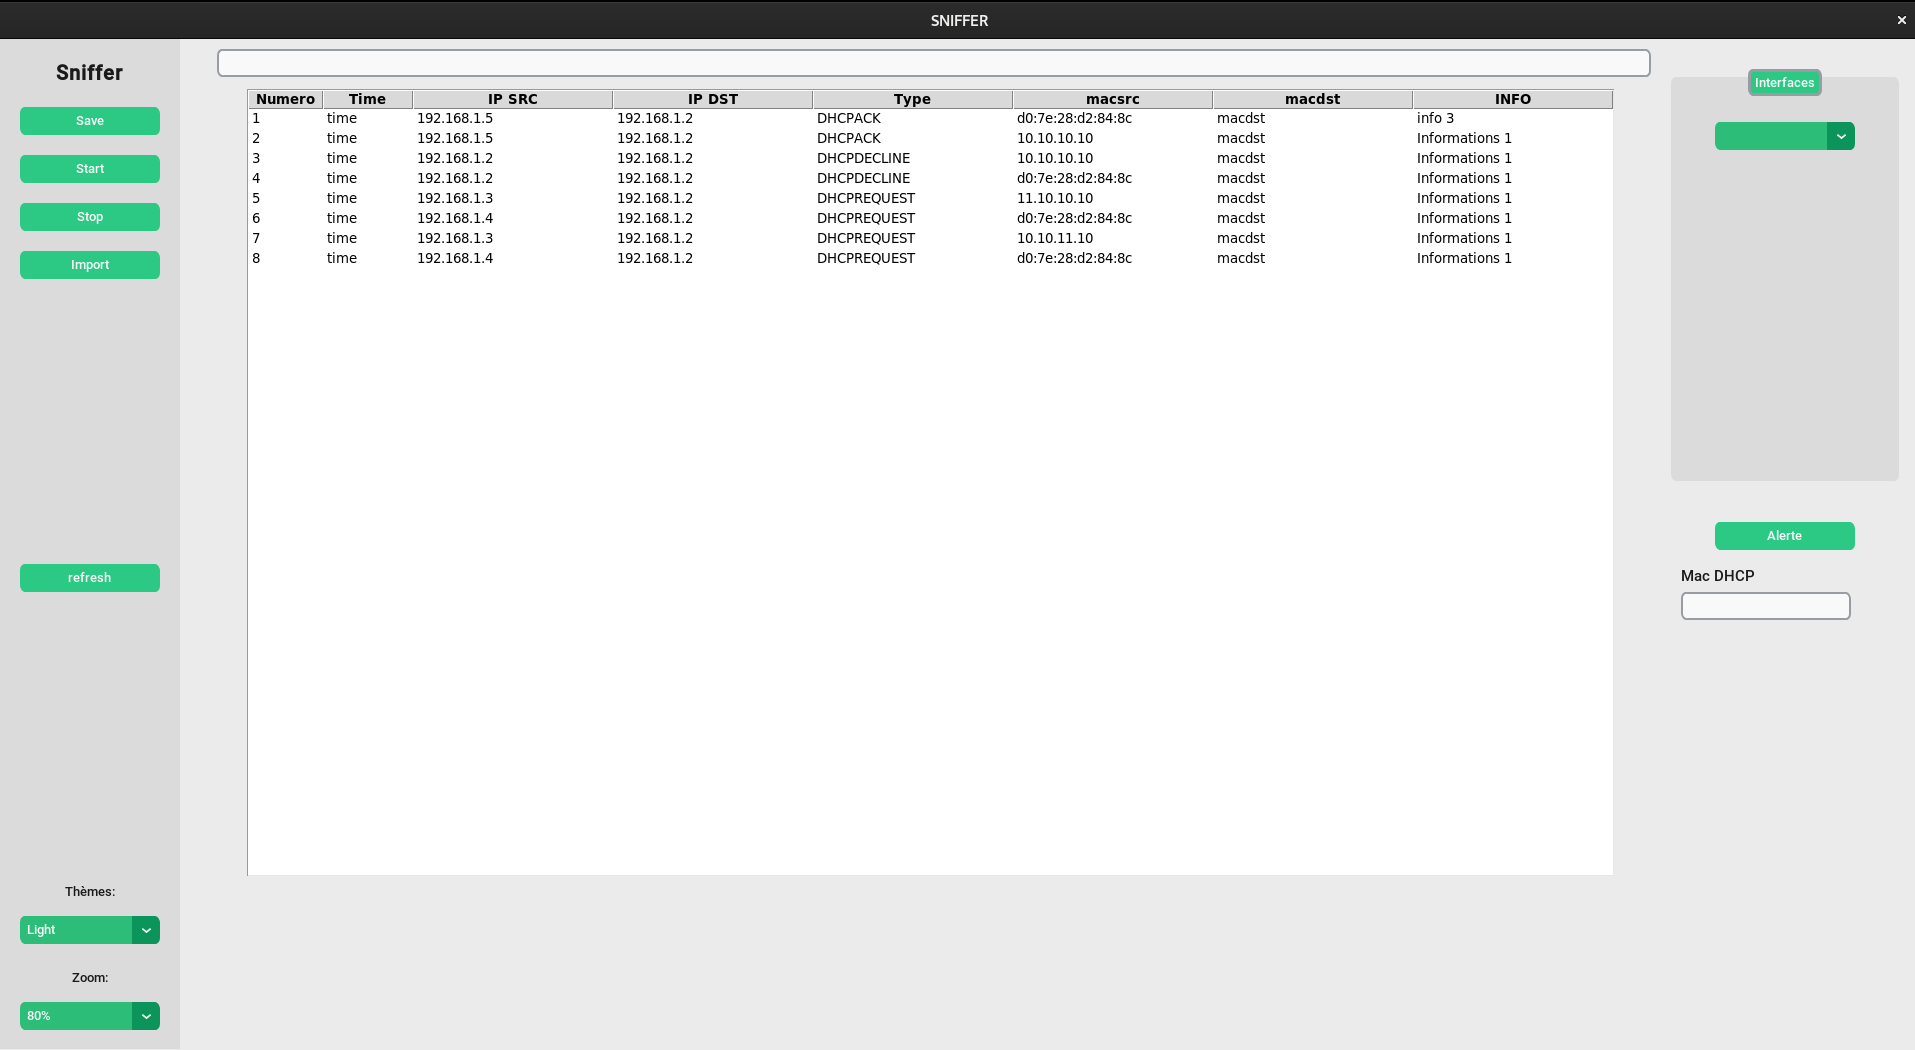 SNIFFER
Sniffer
Save
Start
Stop
Import
refresh
Thèmes:
Light
Zoom:
80%
Numero Time IP SRC IP DST Type macsrc macdst INFO
1 time 192.168.1.5 192.168.1.2 DHCPACK d0:7e:28:d2:84:8c macdst info 3
2 time 192.168.1.5 192.168.1.2 DHCPACK 10.10.10.10 macdst Informations 1
3 time 192.168.1.2 192.168.1.2 DHCPDECLINE 10.10.10.10 macdst Informations 1
4 time 192.168.1.2 192.168.1.2 DHCPDECLINE d0:7e:28:d2:84:8c macdst Informations 1
5 time 192.168.1.3 192.168.1.2 DHCPREQUEST 11.10.10.10 macdst Informations 1
6 time 192.168.1.4 192.168.1.2 DHCPREQUEST d0:7e:28:d2:84:8c macdst Informations 1
7 time 192.168.1.3 192.168.1.2 DHCPREQUEST 10.10.11.10 macdst Informations 1
8 time 192.168.1.4 192.168.1.2 DHCPREQUEST d0:7e:28:d2:84:8c macdst Informations 1
Interfaces
Alerte
Mac DHCP